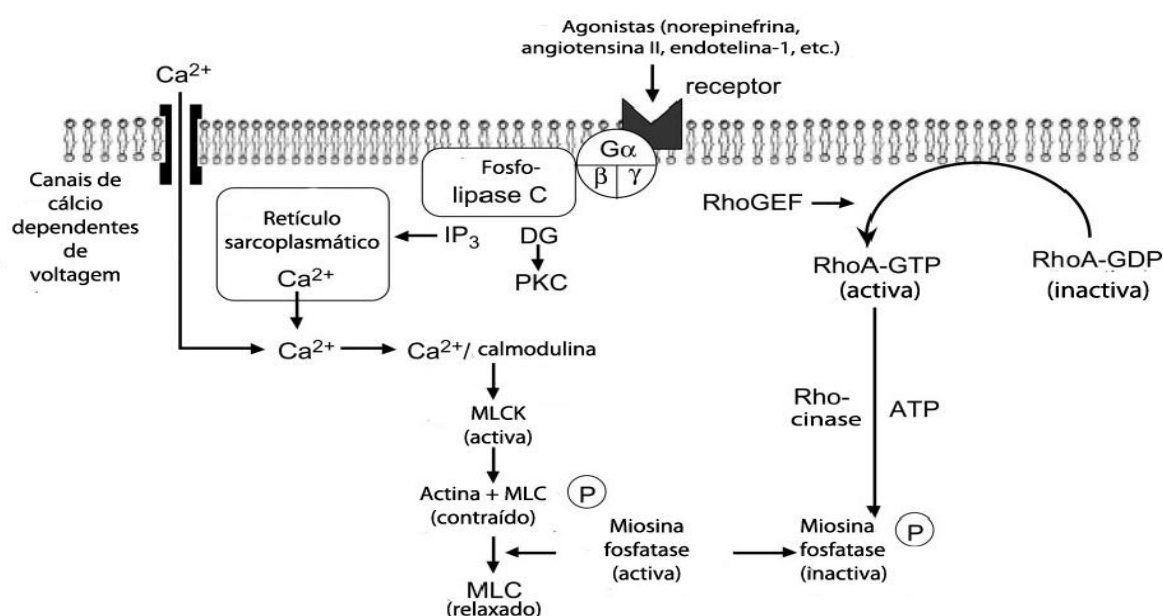 Agonistas (norepinefrina,
angiotensina II, endotelina-1, etc.)
Ca²⁺
receptor
Canais de
cálcio
dependentes
de
voltagem
Fosfo-
lipase C
Gα
β γ
Retículo
sarcoplasmático
Ca²⁺
IP₃
DG
PKC
RhoGEF
RhoA-GTP
(activa)
RhoA-GDP
(inactiva)
Ca²⁺
Ca²⁺/ calmodulina
MLCK
(activa)
Rho-
cinase
ATP
Actina + MLC
(contraído)
P
Miosina
fosfatase
(activa)
Miosina
fosfatase
(inactiva)
P
MLC
(relaxado)